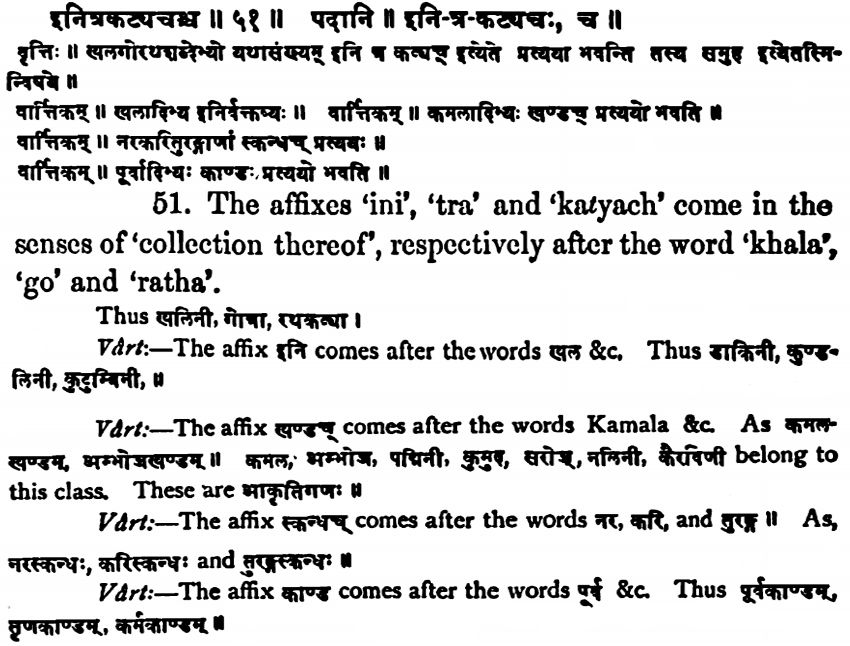 इनित्रकट्यचश्च ॥ ५१ ॥ पदानि ॥ इनि-त्र-कट्यचः, च ॥
वृत्तिः ॥ खलगोरथशब्देभ्यो यथासंख्यम् इनि त्र कट्यच् इत्येते प्रत्यया भवन्ति तस्य समूह इत्येतस्मि-
न्विषये ॥
वार्त्तिकम् ॥ खलादिभ्य इनिर्वक्तव्यः ॥ वार्त्तिकम् ॥ कमलादिभ्यः खण्डच् प्रत्ययो भवति ॥
वार्त्तिकम् ॥ नरकरितुरङ्गाणां स्कन्धच् प्रत्ययः ॥
वार्त्तिकम् ॥ पूर्वादिभ्यः काण्डः प्रत्ययो भवति ॥
51. The affixes 'ini', 'tra' and 'katyach' come in the
senses of 'collection thereof', respectively after the word 'khala',
'go' and 'ratha'.
Thus खलिनी, गोत्रा, रथकट्या ।
Vârt:—The affix इनि comes after the words खल &c. Thus डाकिनी, कुण्ड-
लिनी, कुटुम्बिनी, ॥
Vârt:—The affix खण्डच् comes after the words Kamala &c. As कमल-
खण्डम्, अम्भोजखण्डम् ॥ कमल, अम्भोज, पद्मिनी, कुमुद, सरोज्, नलिनी, कैरविणी belong to
this class. These are आकृतिगणः ॥
Vârt:—The affix स्कन्धच् comes after the words नर, करि, and तुरङ्ग ॥ As,
नरस्कन्धः, करिस्कन्धः and तुरङ्गस्कन्धः ॥
Vârt:—The affix काण्ड comes after the words पूर्व &c. Thus पूर्वकाण्डम्,
तृणकाण्डम्, कर्मकाण्डम् ॥